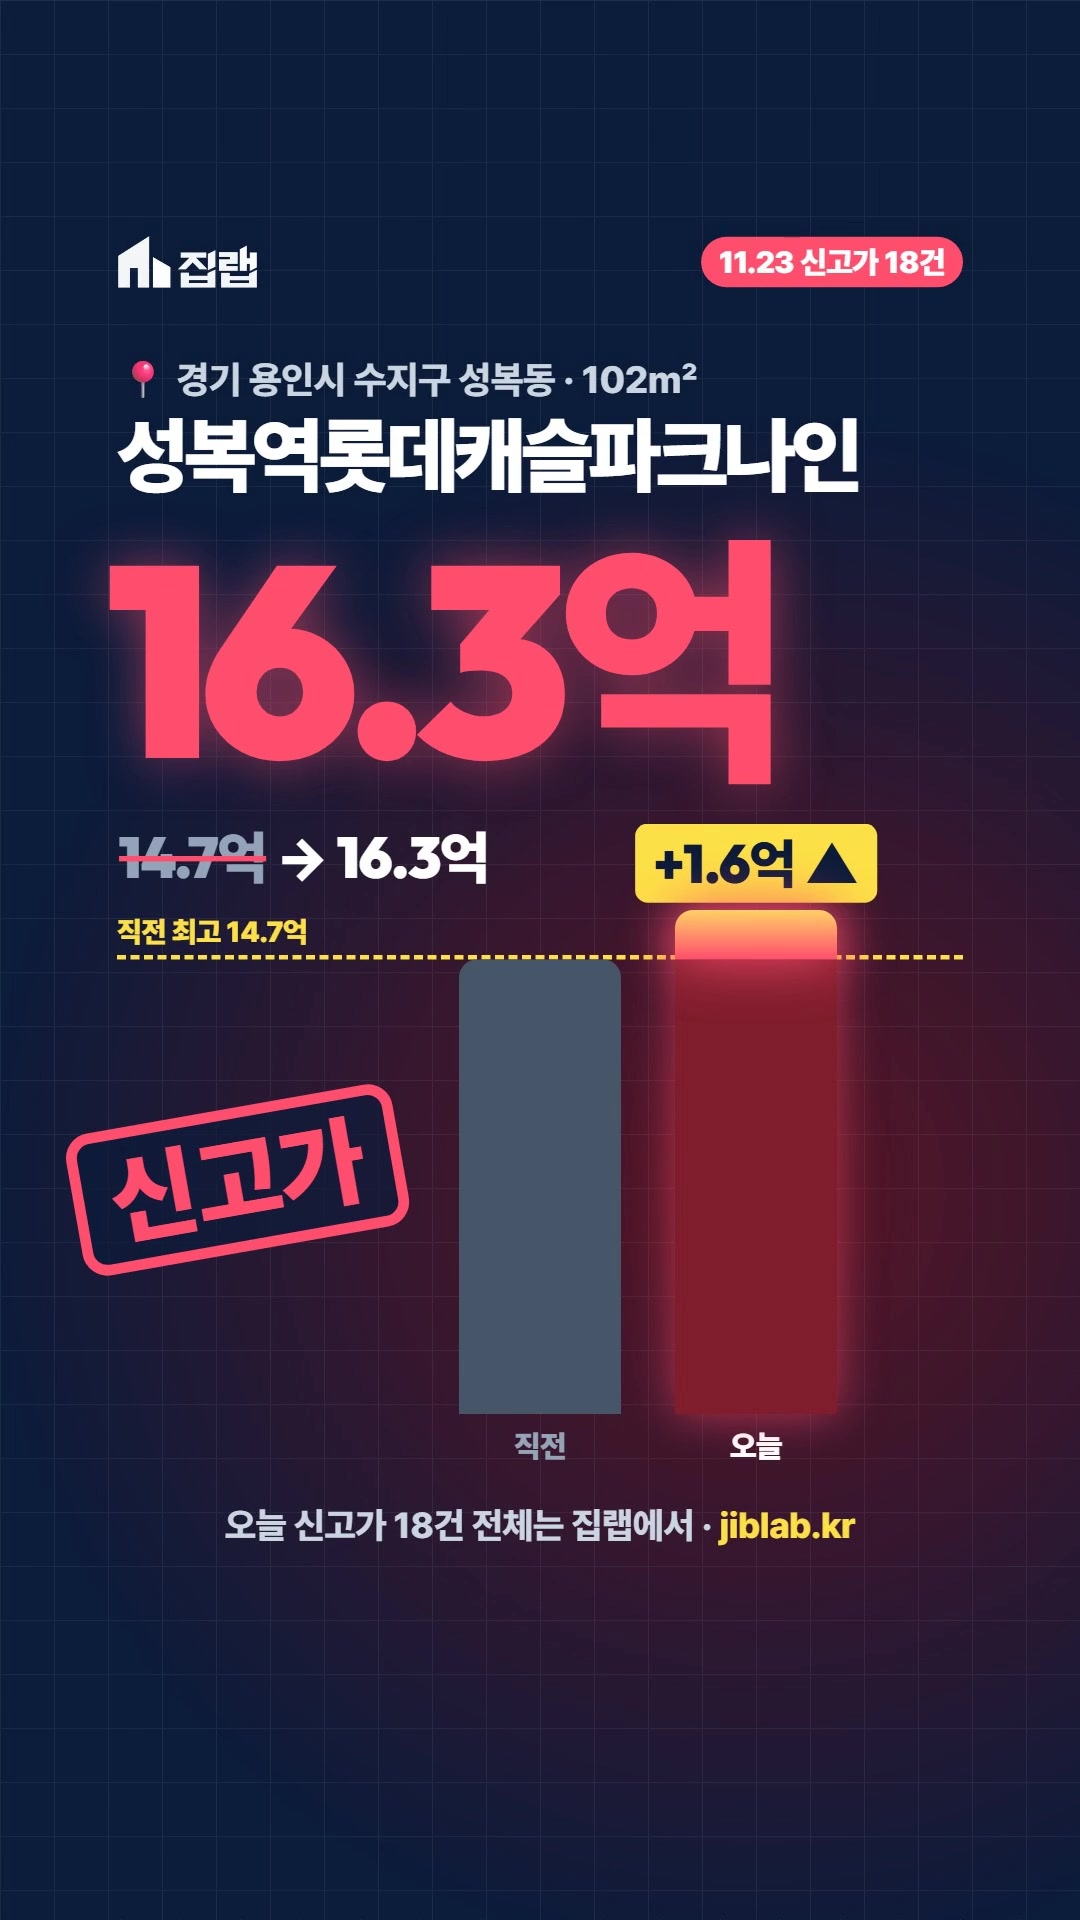 집랩
11.23 신고가 18건
경기 용인시 수지구 성복동 · 102m²
성복역롯데캐슬파크나인
16.3억
14.7억 → 16.3억
+1.6억 ▲
직전 최고 14.7억
신고가
직전
오늘
오늘 신고가 18건 전체는 집랩에서 · jiblab.kr